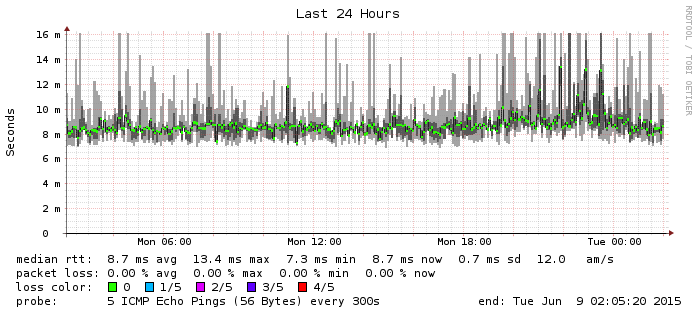 Last 24 Hours
RRDTOOL / TOBI OETIKER
Seconds
16 m
14 m
12 m
10 m
8 m
6 m
4 m
2 m
0
Mon 06:00 Mon 12:00 Mon 18:00 Tue 00:00
median rtt: 8.7 ms avg 13.4 ms max 7.3 ms min 8.7 ms now 0.7 ms sd 12.0 am/s
packet loss: 0.00 % avg 0.00 % max 0.00 % min 0.00 % now
loss color: 0 1/5 2/5 3/5 4/5
probe: 5 ICMP Echo Pings (56 Bytes) every 300s end: Tue Jun 9 02:05:20 2015